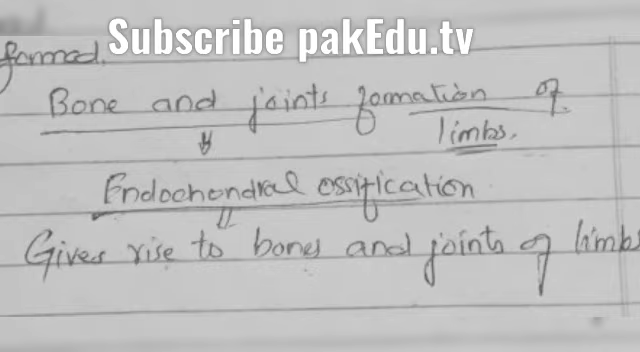 Subscribe pakEdu.tv
formed.
Bone and joints formation of
limbs.
Endochondral ossification
Gives rise to bones and joints of limbs